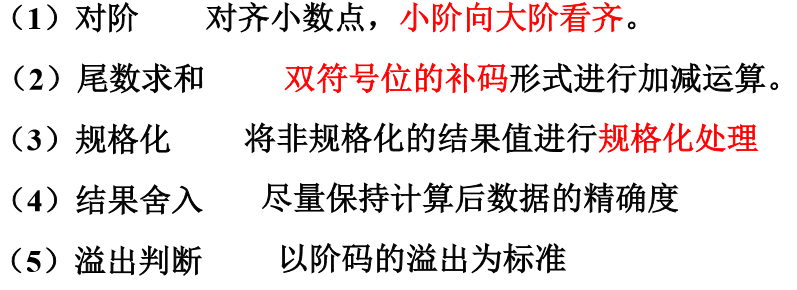 （1）对阶 对齐小数点，小阶向大阶看齐。
（2）尾数求和 双符号位的补码形式进行加减运算。
（3）规格化 将非规格化的结果值进行规格化处理
（4）结果舍入 尽量保持计算后数据的精确度
（5）溢出判断 以阶码的溢出为标准